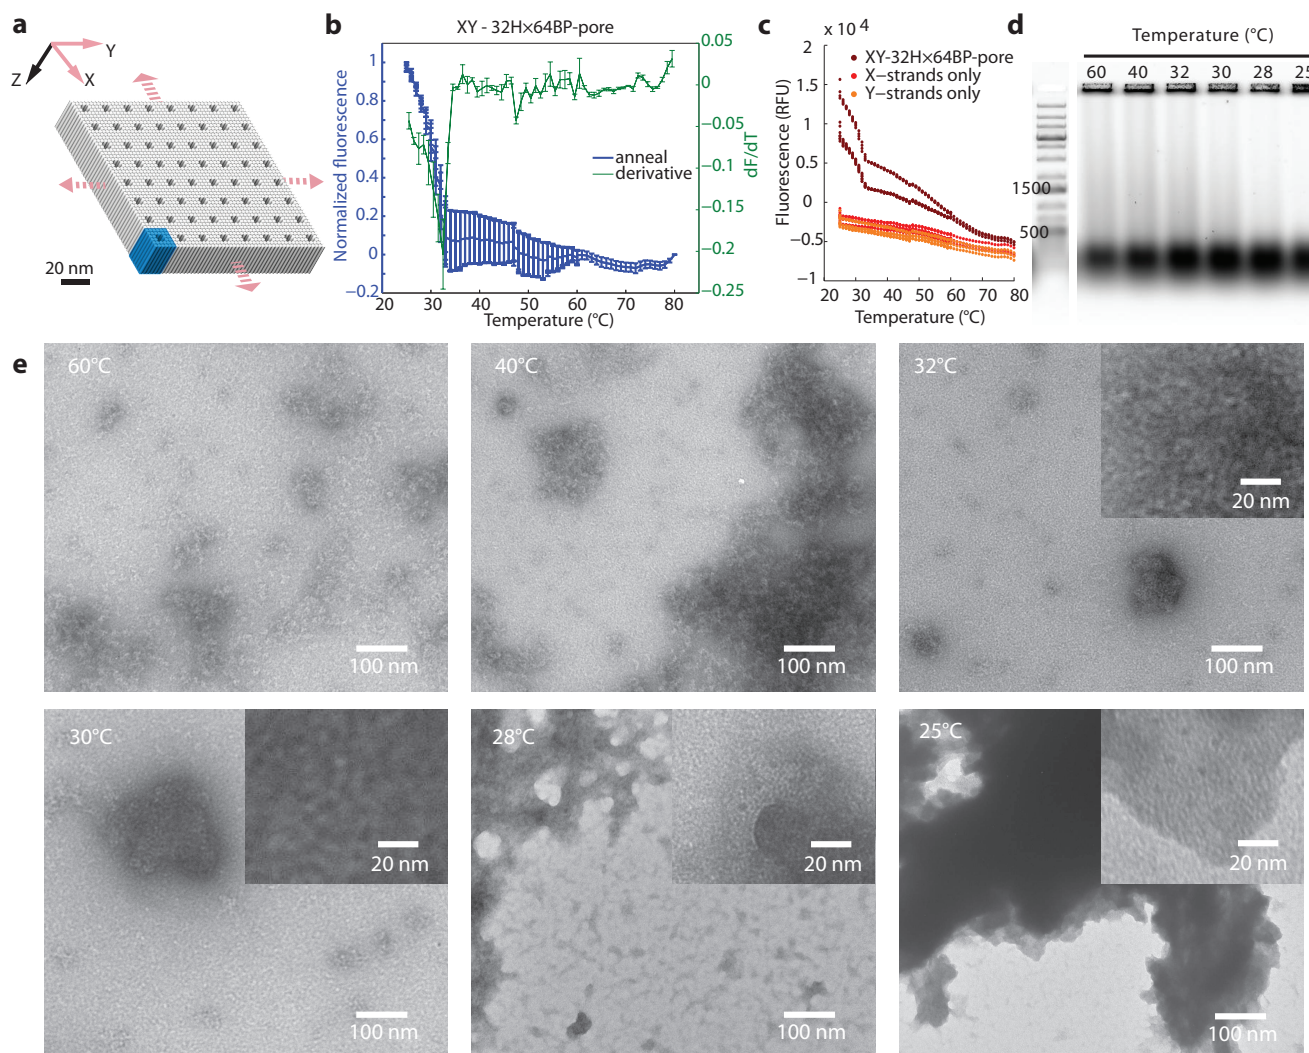 a
Y
Z
X
20 nm
b
XY - 32H×64BP-pore
Normalized fluorescence
1
0.8
0.6
0.4
0.2
0
−0.2
0.05
0
−0.05
−0.1
−0.15
−0.2
−0.25
dF/dT
anneal
derivative
20 30 40 50 60 70 80
Temperature (°C)
c
x 10 4
Fluorescence (RFU)
2
1.5
1
0.5
0
−0.5
−1
XY-32H×64BP-pore
X−strands only
Y−strands only
20 30 40 50 60 70 80
Temperature (°C)
d
Temperature (°C)
60 40 32 30 28 25
1500
500
e
60°C
100 nm
40°C
100 nm
32°C
20 nm
100 nm
30°C
20 nm
100 nm
28°C
20 nm
100 nm
25°C
20 nm
100 nm